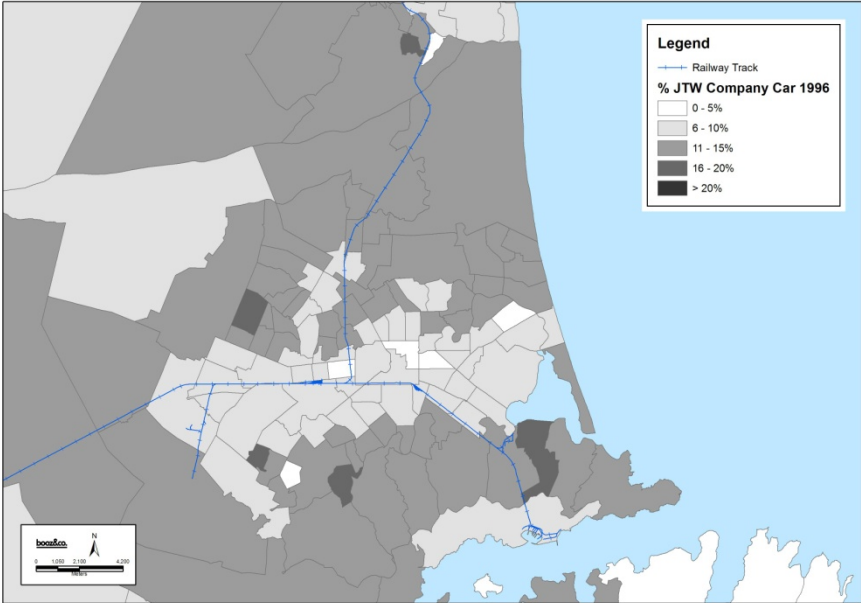 Legend
Railway Track
% JTW Company Car 1996
0 - 5%
6 - 10%
11 - 15%
16 - 20%
> 20%
booz&co.
N
0 1,050 2,100 4,200
Meters